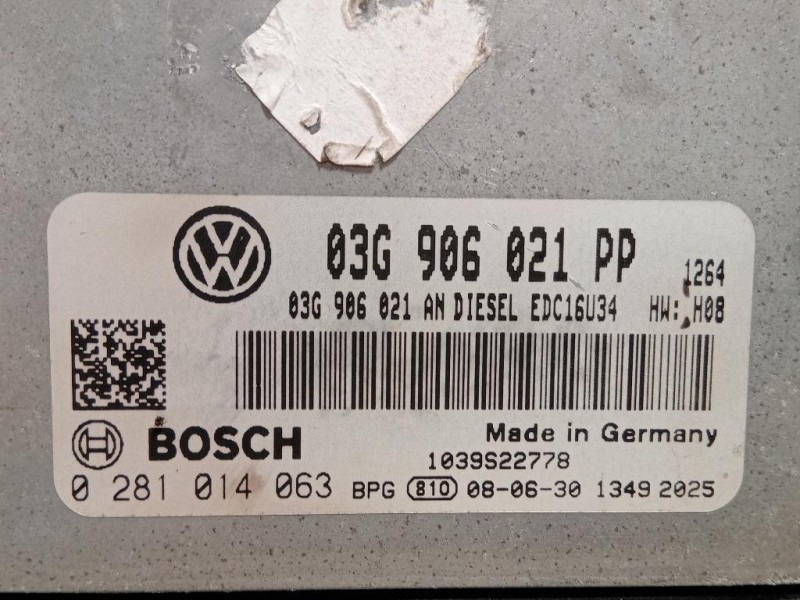 03G 906 021 PP 1264
03G 906 021 AN DIESEL EDC16U34 HW: H08
BOSCH Made in Germany
1039S22778
0 281 014 063 BPG 810 08-06-30 1349 2025